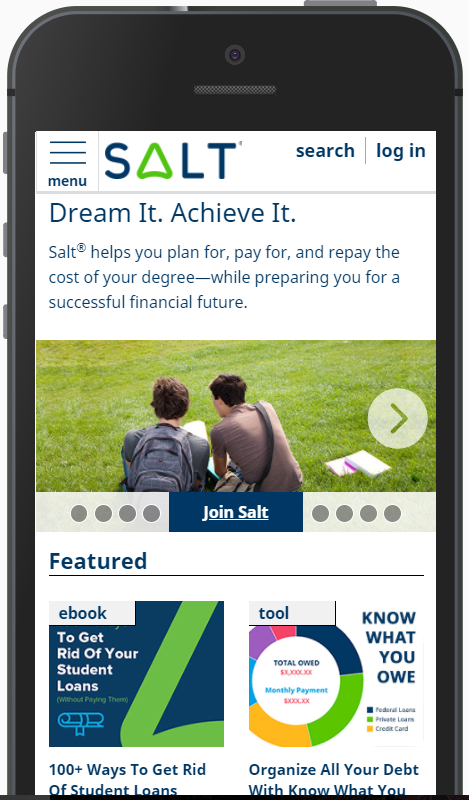 menu
SALT®
search
log in
Dream It. Achieve It.
Salt® helps you plan for, pay for, and repay the
cost of your degree—while preparing you for a
successful financial future.
Join Salt
Featured
ebook
To Get
Rid Of Your
Student
Loans
(Without Paying Them)
tool
KNOW
WHAT
YOU
OWE
TOTAL OWED
$X,XXX.XX
Monthly Payment
$XXX.XX
Federal Loans
Private Loans
Credit Card
100+ Ways To Get Rid
Of Student Loans
Organize All Your Debt
With Know What You